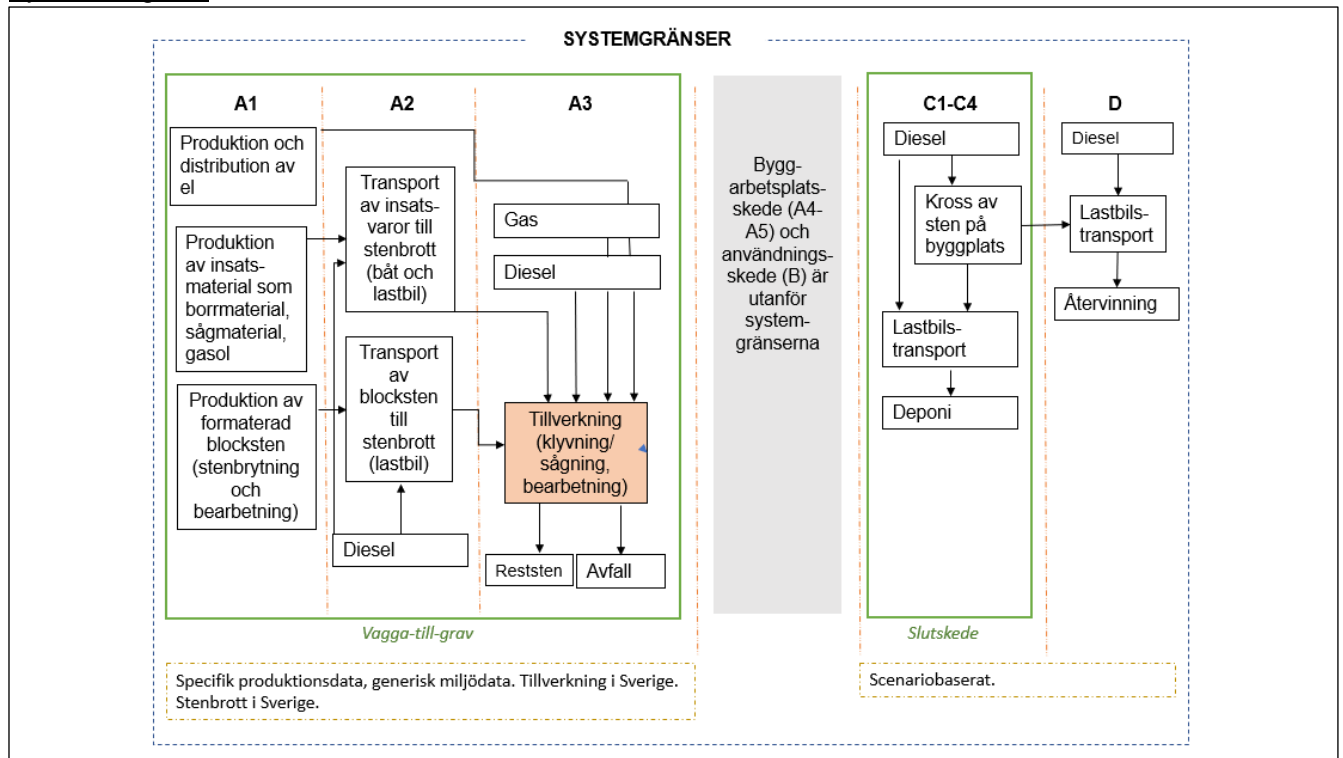 SYSTEMGRÄNSER
A1
Produktion och
distribution av
el
Produktion
av insats-
material som
borrmaterial,
sågmaterial,
gasol
Produktion av
formaterad
blocksten
(stenbrytning
och
bearbetning)
A2
Transport
av insats-
varor till
stenbrott
(båt och
lastbil)
Transport
av
blocksten
till
stenbrott
(lastbil)
Diesel
A3
Gas
Diesel
Tillverkning
(klyvning/
sågning,
bearbetning)
Reststen
Avfall
Vagga-till-grav
Specifik produktionsdata, generisk miljödata. Tillverkning i Sverige.
Stenbrott i Sverige.
Bygg-
arbetsplats-
skede (A4-
A5) och
användnings-
skede (B) är
utanför
system-
gränserna
C1-C4
Diesel
Kross av
sten på
byggplats
Lastbils-
transport
Deponi
Slutskede
D
Diesel
Lastbils-
transport
Återvinning
Scenariobaserat.